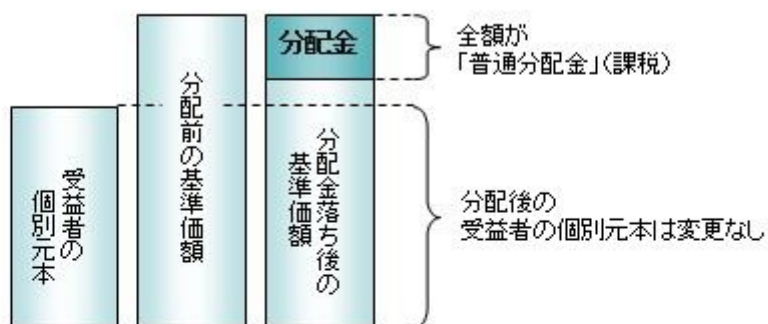 受益者の
個別元本
分配前の基準価額
分配金
分配金落ち後の
基準価額
全額が
「普通分配金」(課税)
分配後の
受益者の個別元本は変更なし